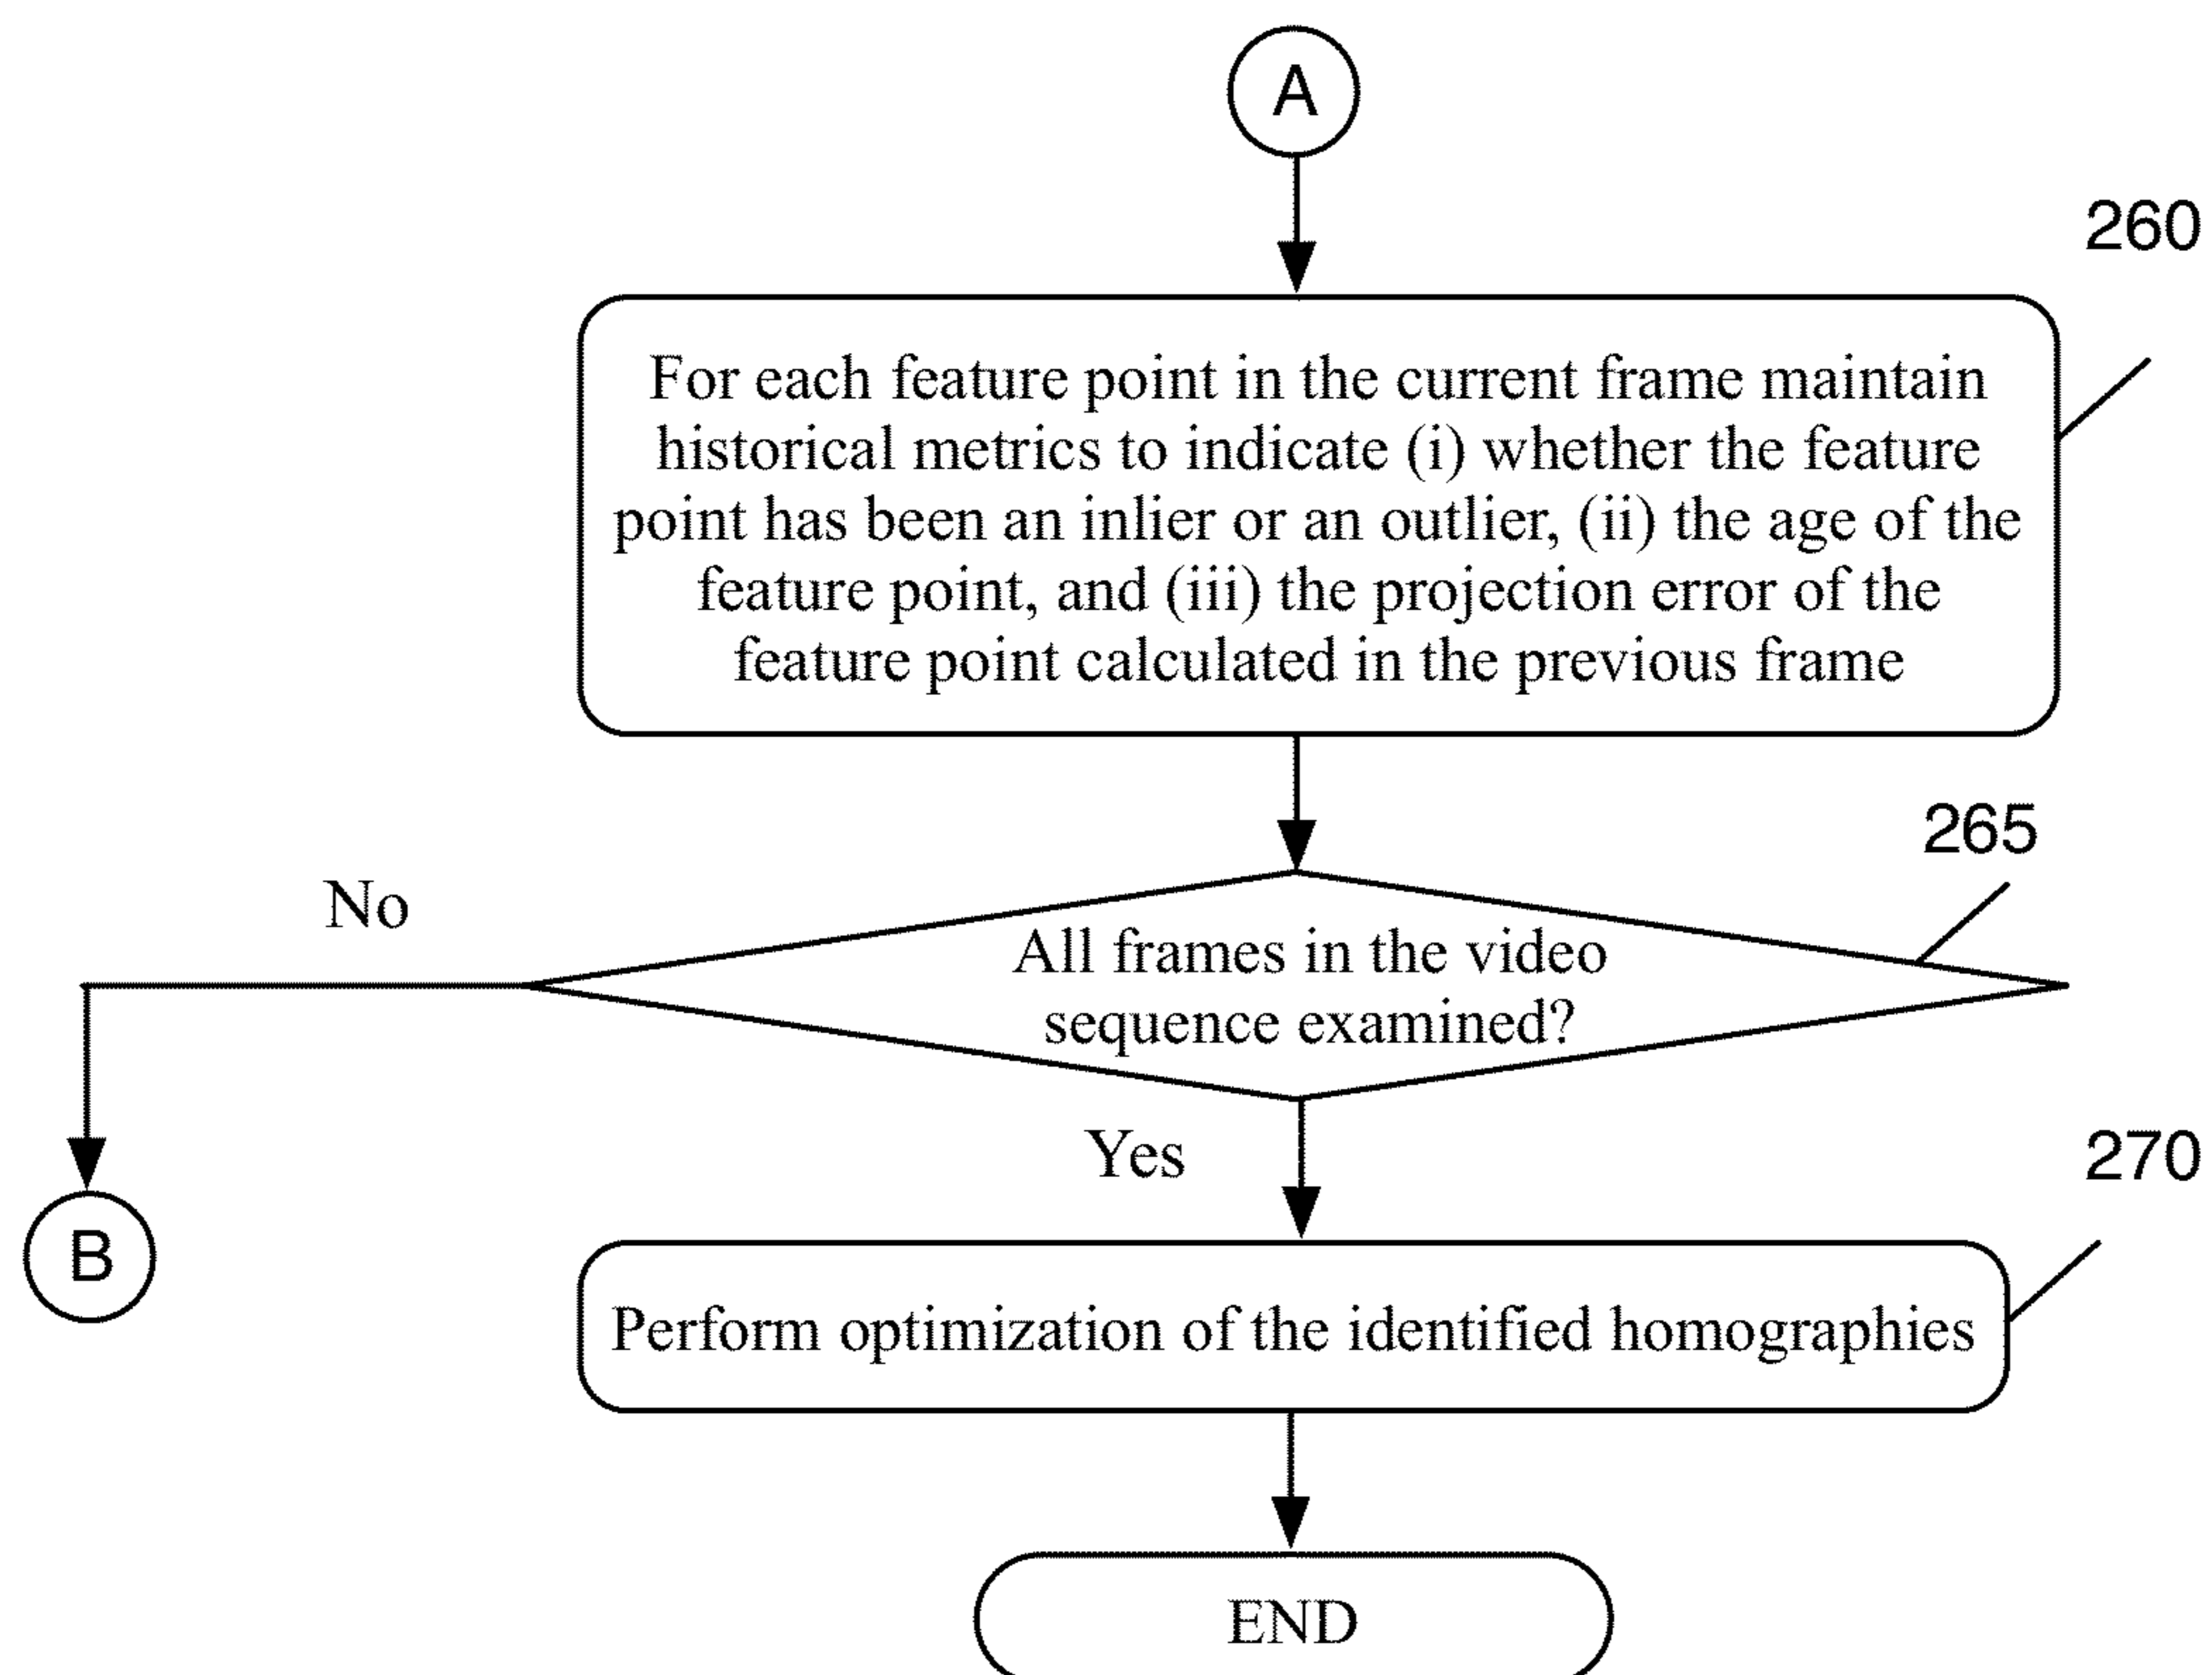 A
260
For each feature point in the current frame maintain
historical metrics to indicate (i) whether the feature
point has been an inlier or an outlier, (ii) the age of the
feature point, and (iii) the projection error of the
feature point calculated in the previous frame
265
No
All frames in the video
sequence examined?
Yes
270
B
Perform optimization of the identified homographies
END